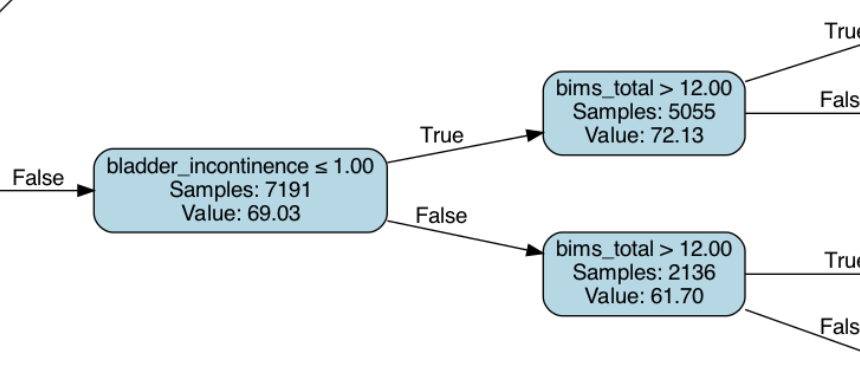 True
bims_total > 12.00
Samples: 5055
Value: 72.13
Fals
True
bladder_incontinence ≤ 1.00
Samples: 7191
Value: 69.03
False
False
bims_total > 12.00
Samples: 2136
Value: 61.70
True
Fals